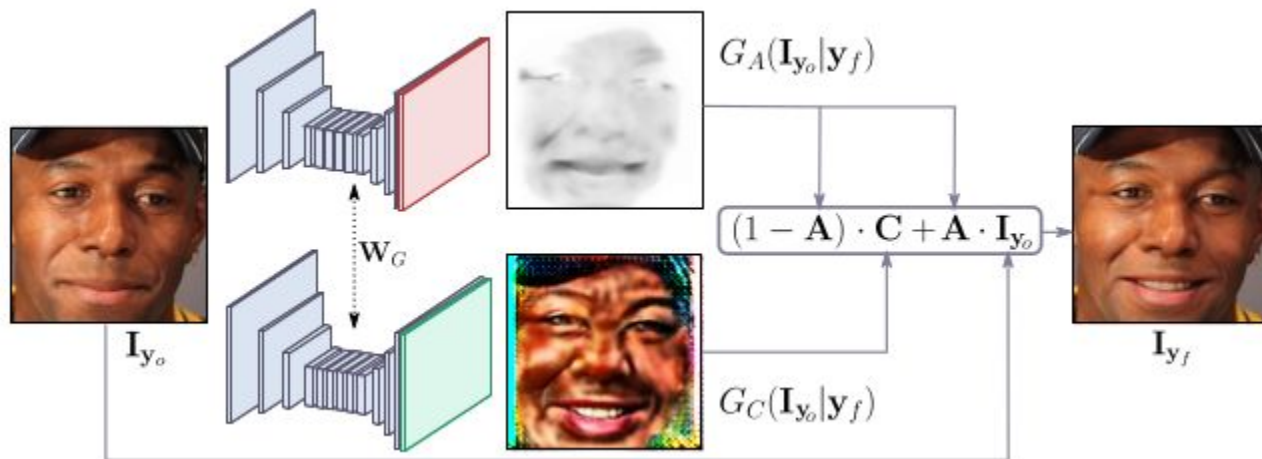 G_A(I_{y_o}|y_f)
(1 − A) · C + A · I_{y_o}
W_G
I_{y_o}
I_{y_f}
G_C(I_{y_o}|y_f)